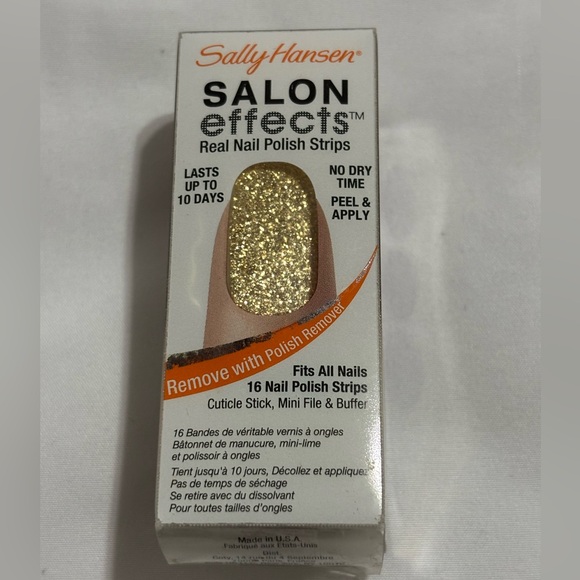 Sally Hansen®
SALON
effects™
Real Nail Polish Strips
LASTS
UP TO
10 DAYS
NO DRY
TIME
PEEL &
APPLY
Remove with Polish Remover
Fits All Nails
16 Nail Polish Strips
Cuticle Stick, Mini File & Buffer
16 Bandes de véritable vernis à ongles
Bâtonnet de manucure, mini-lime
et polissoir à ongles
Tient jusqu'à 10 jours, Décollez et appliquez
Pas de temps de séchage
Se retire avec du dissolvant
Pour toutes tailles d'ongles
Made in U.S.A.
Fabriqué aux États-Unis